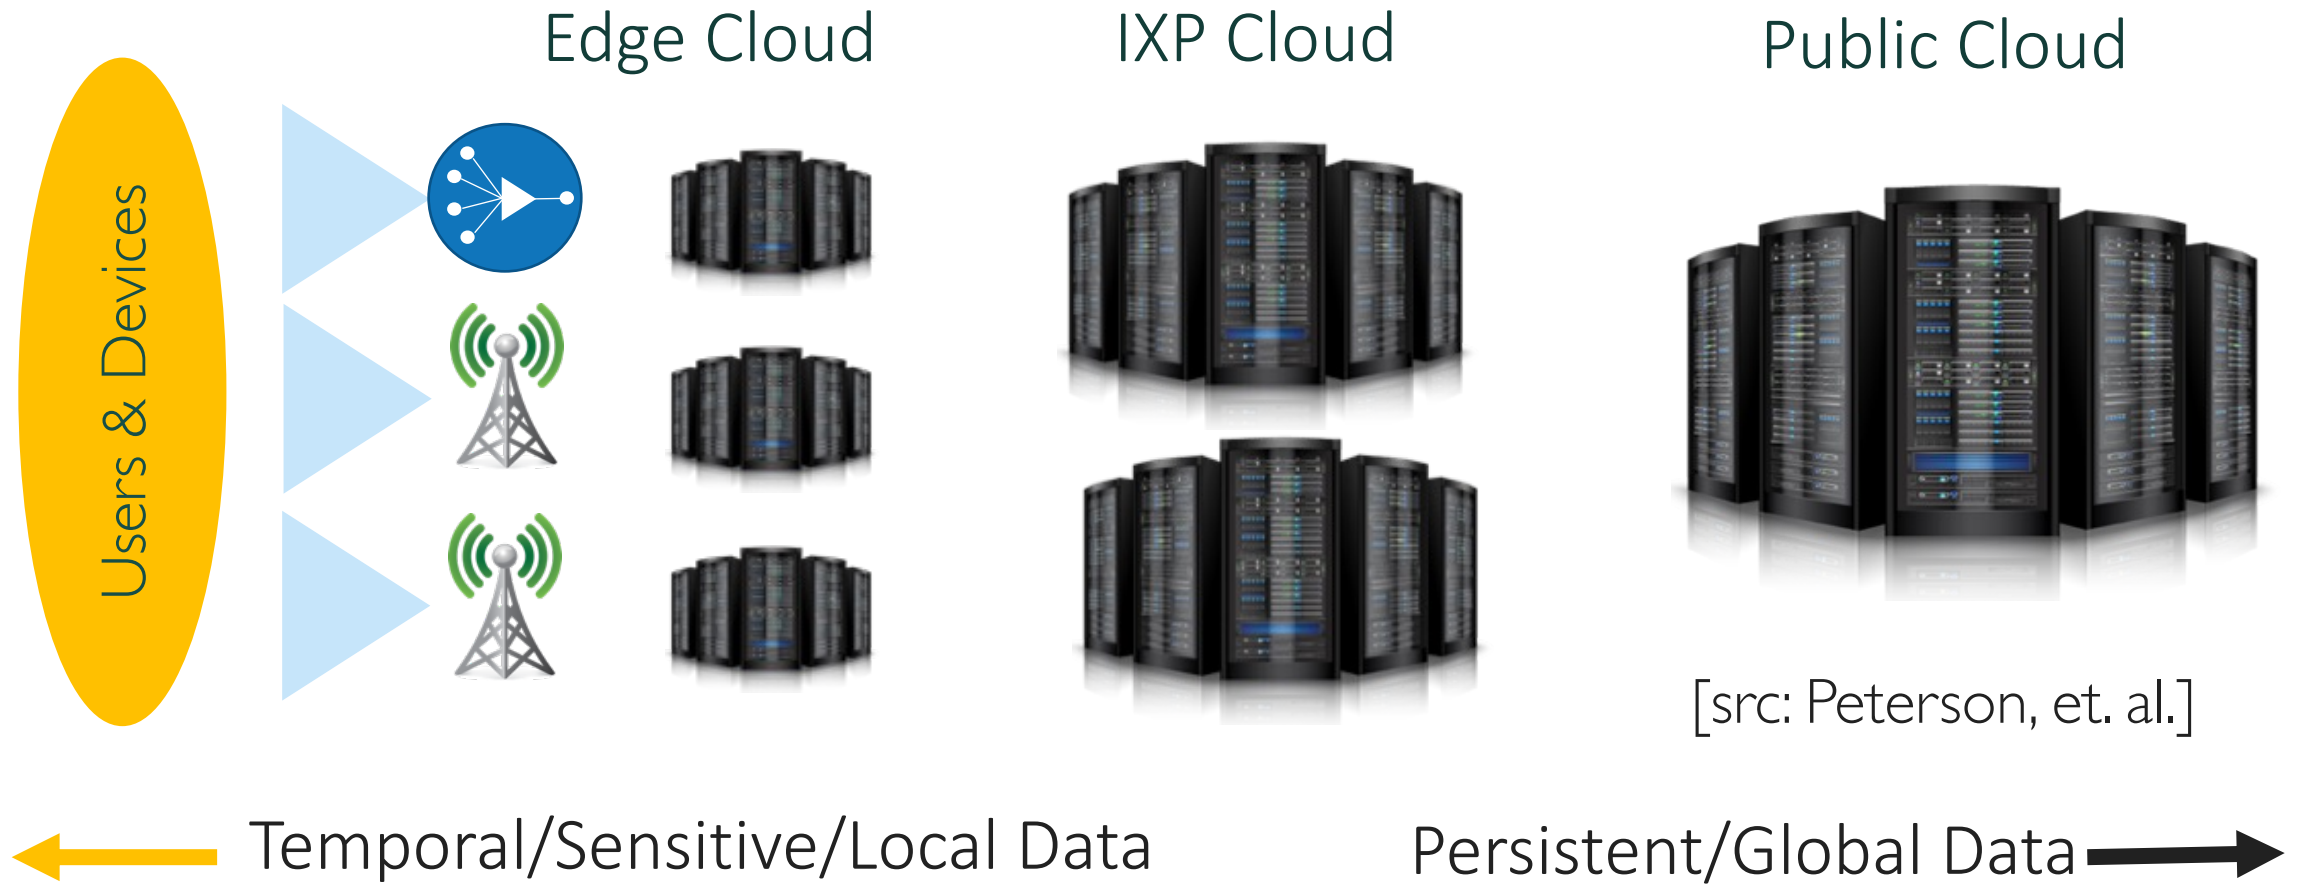 Edge Cloud
IXP Cloud
Public Cloud
Users & Devices
[src: Peterson, et. al.]
Temporal/Sensitive/Local Data
Persistent/Global Data